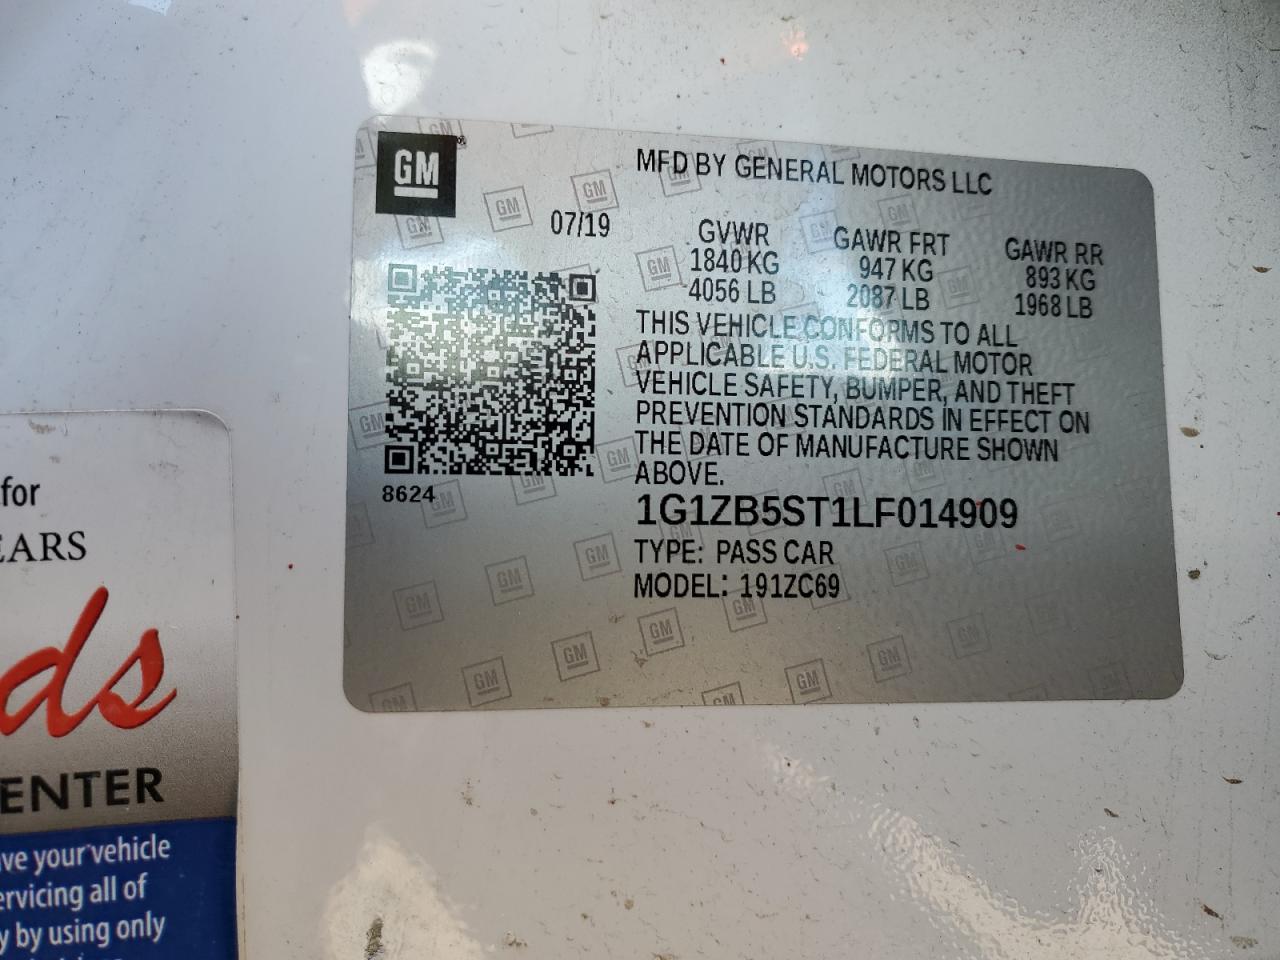 GM
MFD BY GENERAL MOTORS LLC
07/19
GVWR GAWR FRT GAWR RR
1840 KG 947 KG 893 KG
4056 LB 2087 LB 1968 LB
THIS VEHICLE CONFORMS TO ALL
APPLICABLE U.S. FEDERAL MOTOR
VEHICLE SAFETY, BUMPER, AND THEFT
PREVENTION STANDARDS IN EFFECT ON
THE DATE OF MANUFACTURE SHOWN
ABOVE.
8624
1G1ZB5ST1LF014909
TYPE: PASS CAR
MODEL: 191ZC69
for
EARS
ds
ENTER
ve your vehicle
ervicing all of
y by using only